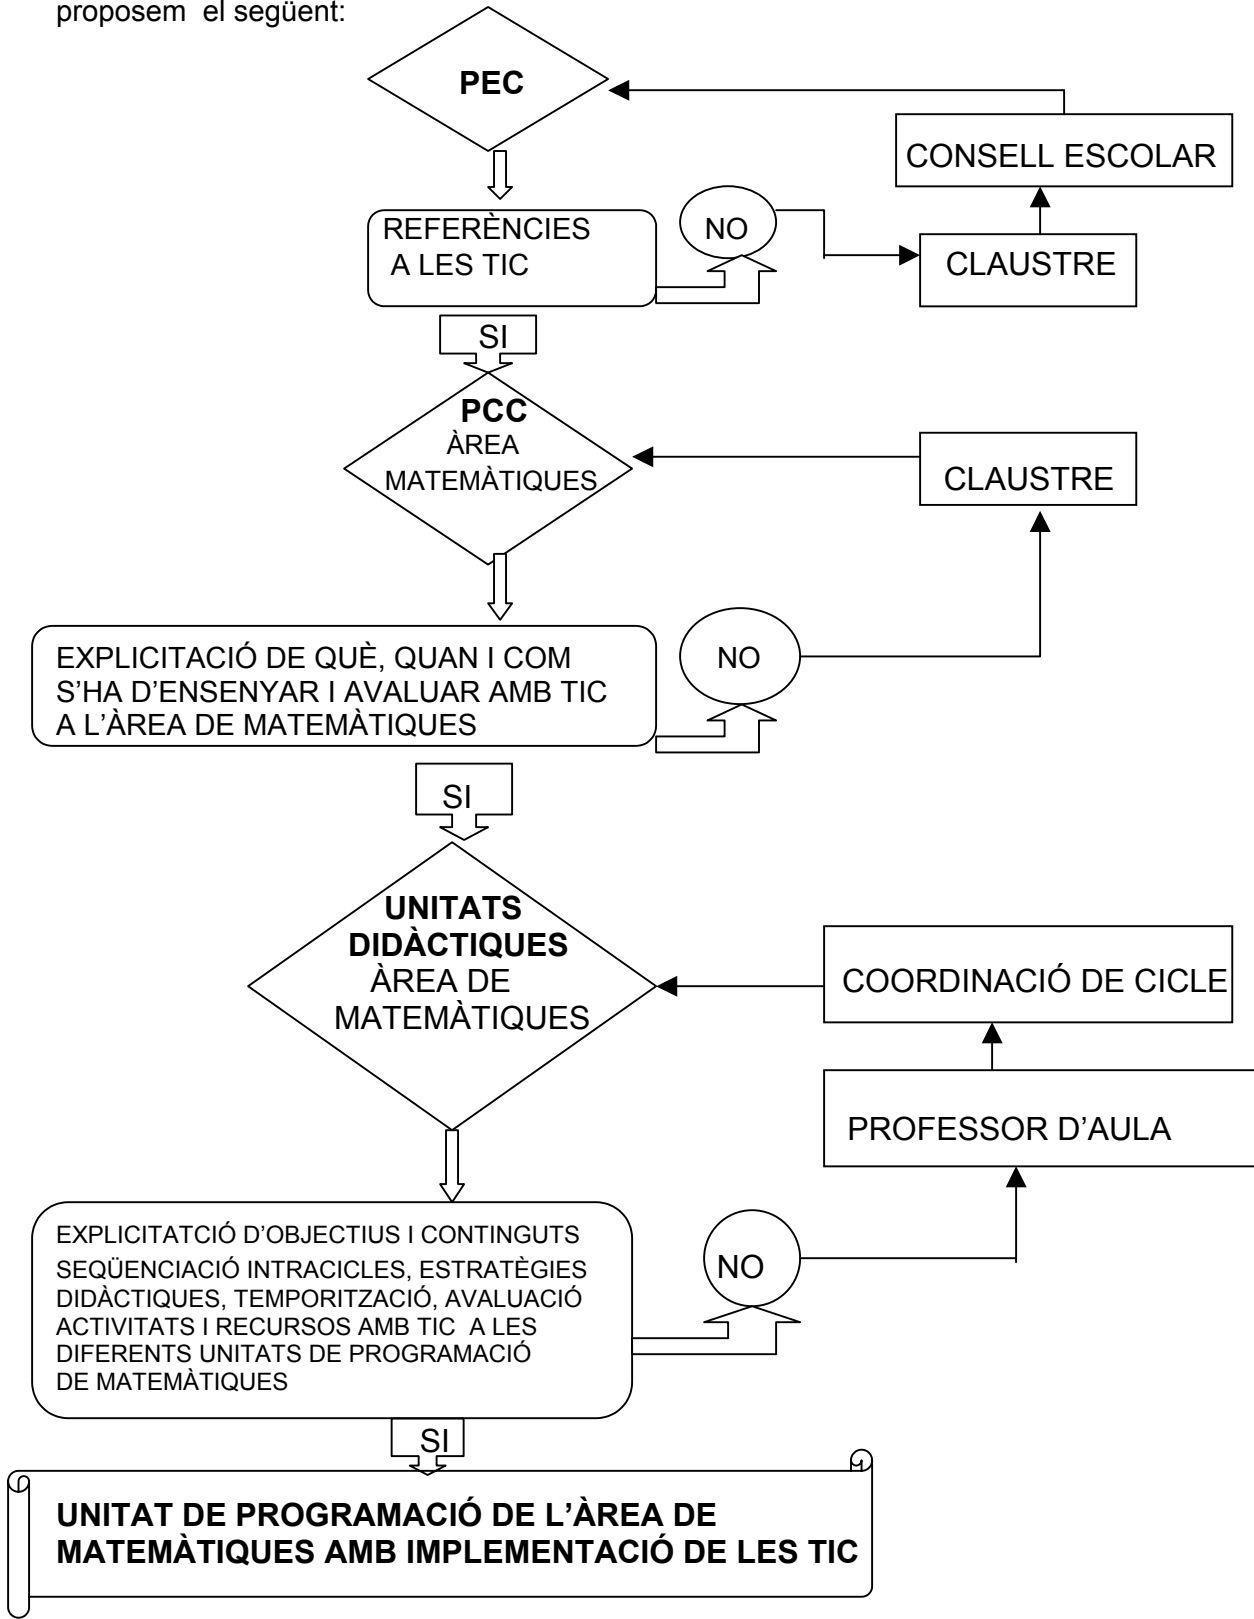 proposem el següent:
PEC
CONSELL ESCOLAR
REFERÈNCIES
A LES TIC
NO
CLAUSTRE
SI
PCC
ÀREA
MATEMÀTIQUES
CLAUSTRE
EXPLICITACIÓ DE QUÈ, QUAN I COM
S'HA D'ENSENYAR I AVALUAR AMB TIC
A L'ÀREA DE MATEMÀTIQUES
NO
SI
UNITATS
DIDÀCTIQUES
ÀREA DE
MATEMÀTIQUES
COORDINACIÓ DE CICLE
PROFESSOR D'AULA
EXPLICITATCIÓ D'OBJECTIUS I CONTINGUTS
SEQÜENCIACIÓ INTRACICLES, ESTRATÈGIES
DIDÀCTIQUES, TEMPORITZACIÓ, AVALUACIÓ
ACTIVITATS I RECURSOS AMB TIC A LES
DIFERENTS UNITATS DE PROGRAMACIÓ
DE MATEMÀTIQUES
NO
SI
UNITAT DE PROGRAMACIÓ DE L'ÀREA DE
MATEMÀTIQUES AMB IMPLEMENTACIÓ DE LES TIC